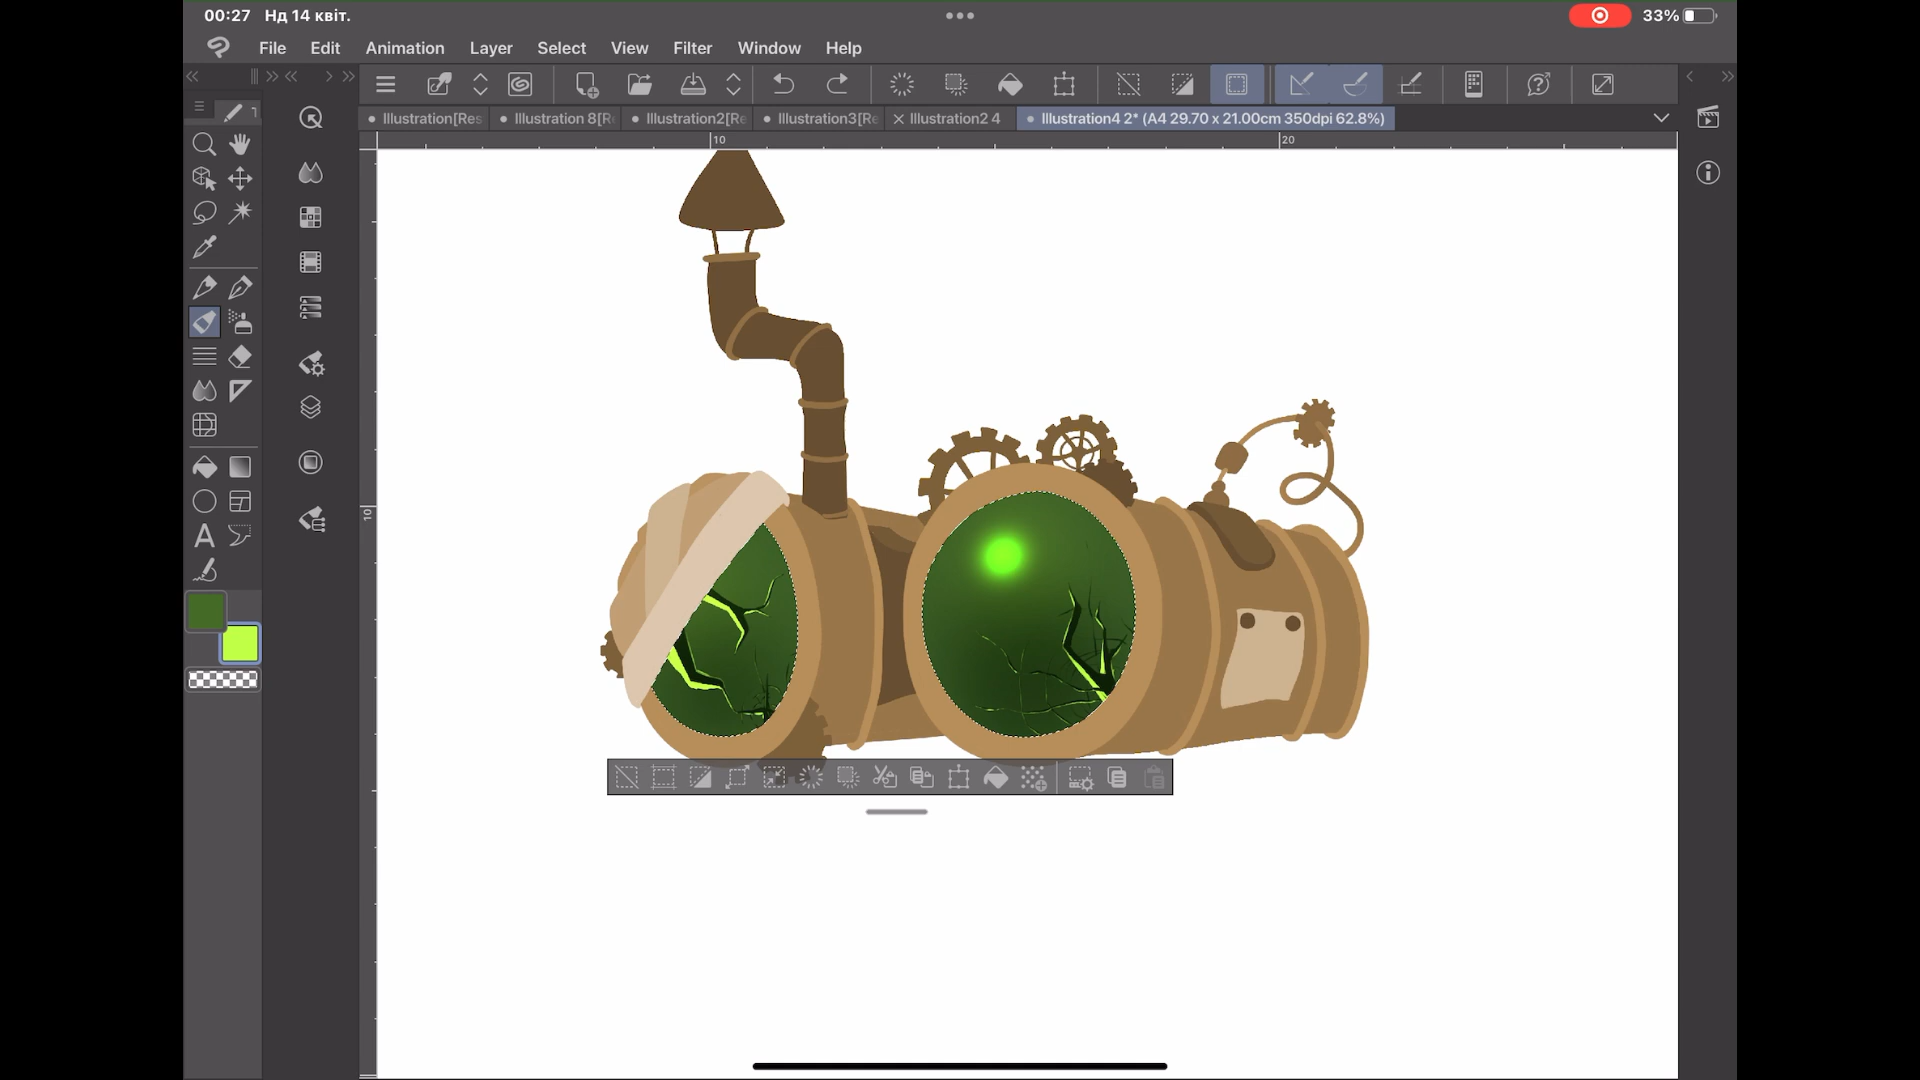 00:27 Нд 14 квіт.
33%
File Edit Animation Layer Select View Filter Window Help
Illustration[Res Illustration 8[R Illustration2[Re Illustration3[Re Illustration2 4 Illustration4 2* (A4 29.70 x 21.00cm 350dpi 62.8%)
10 20
10